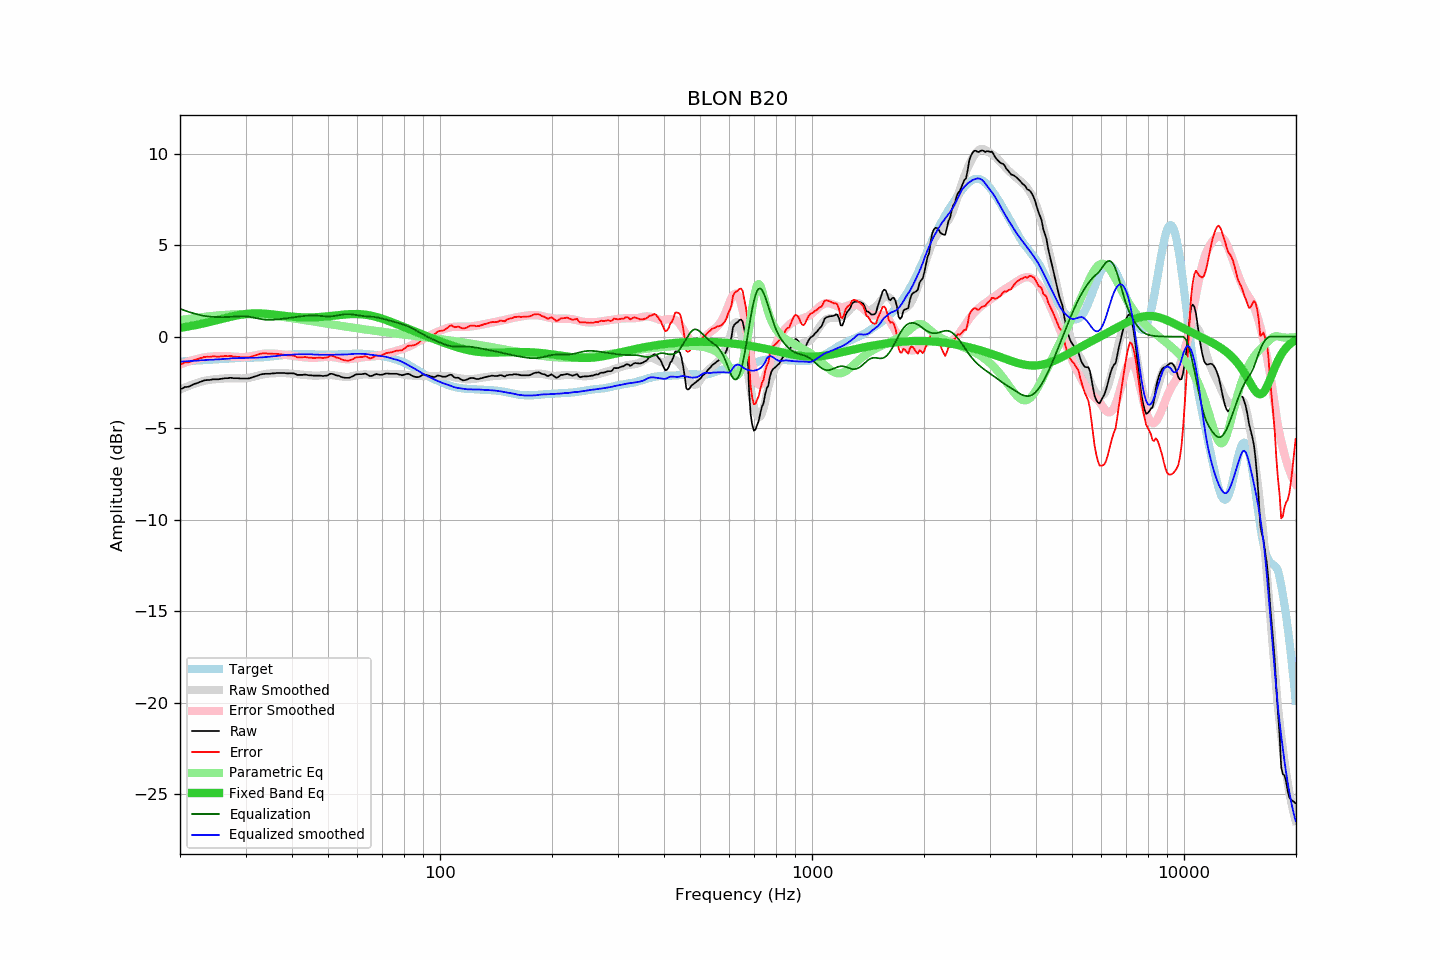 BLON B20
10
5
0
−5
−10
−15
−20
−25
Amplitude (dBr)
Target
Raw Smoothed
Error Smoothed
Raw
Error
Parametric Eq
Fixed Band Eq
Equalization
Equalized smoothed
100
1000
10000
Frequency (Hz)